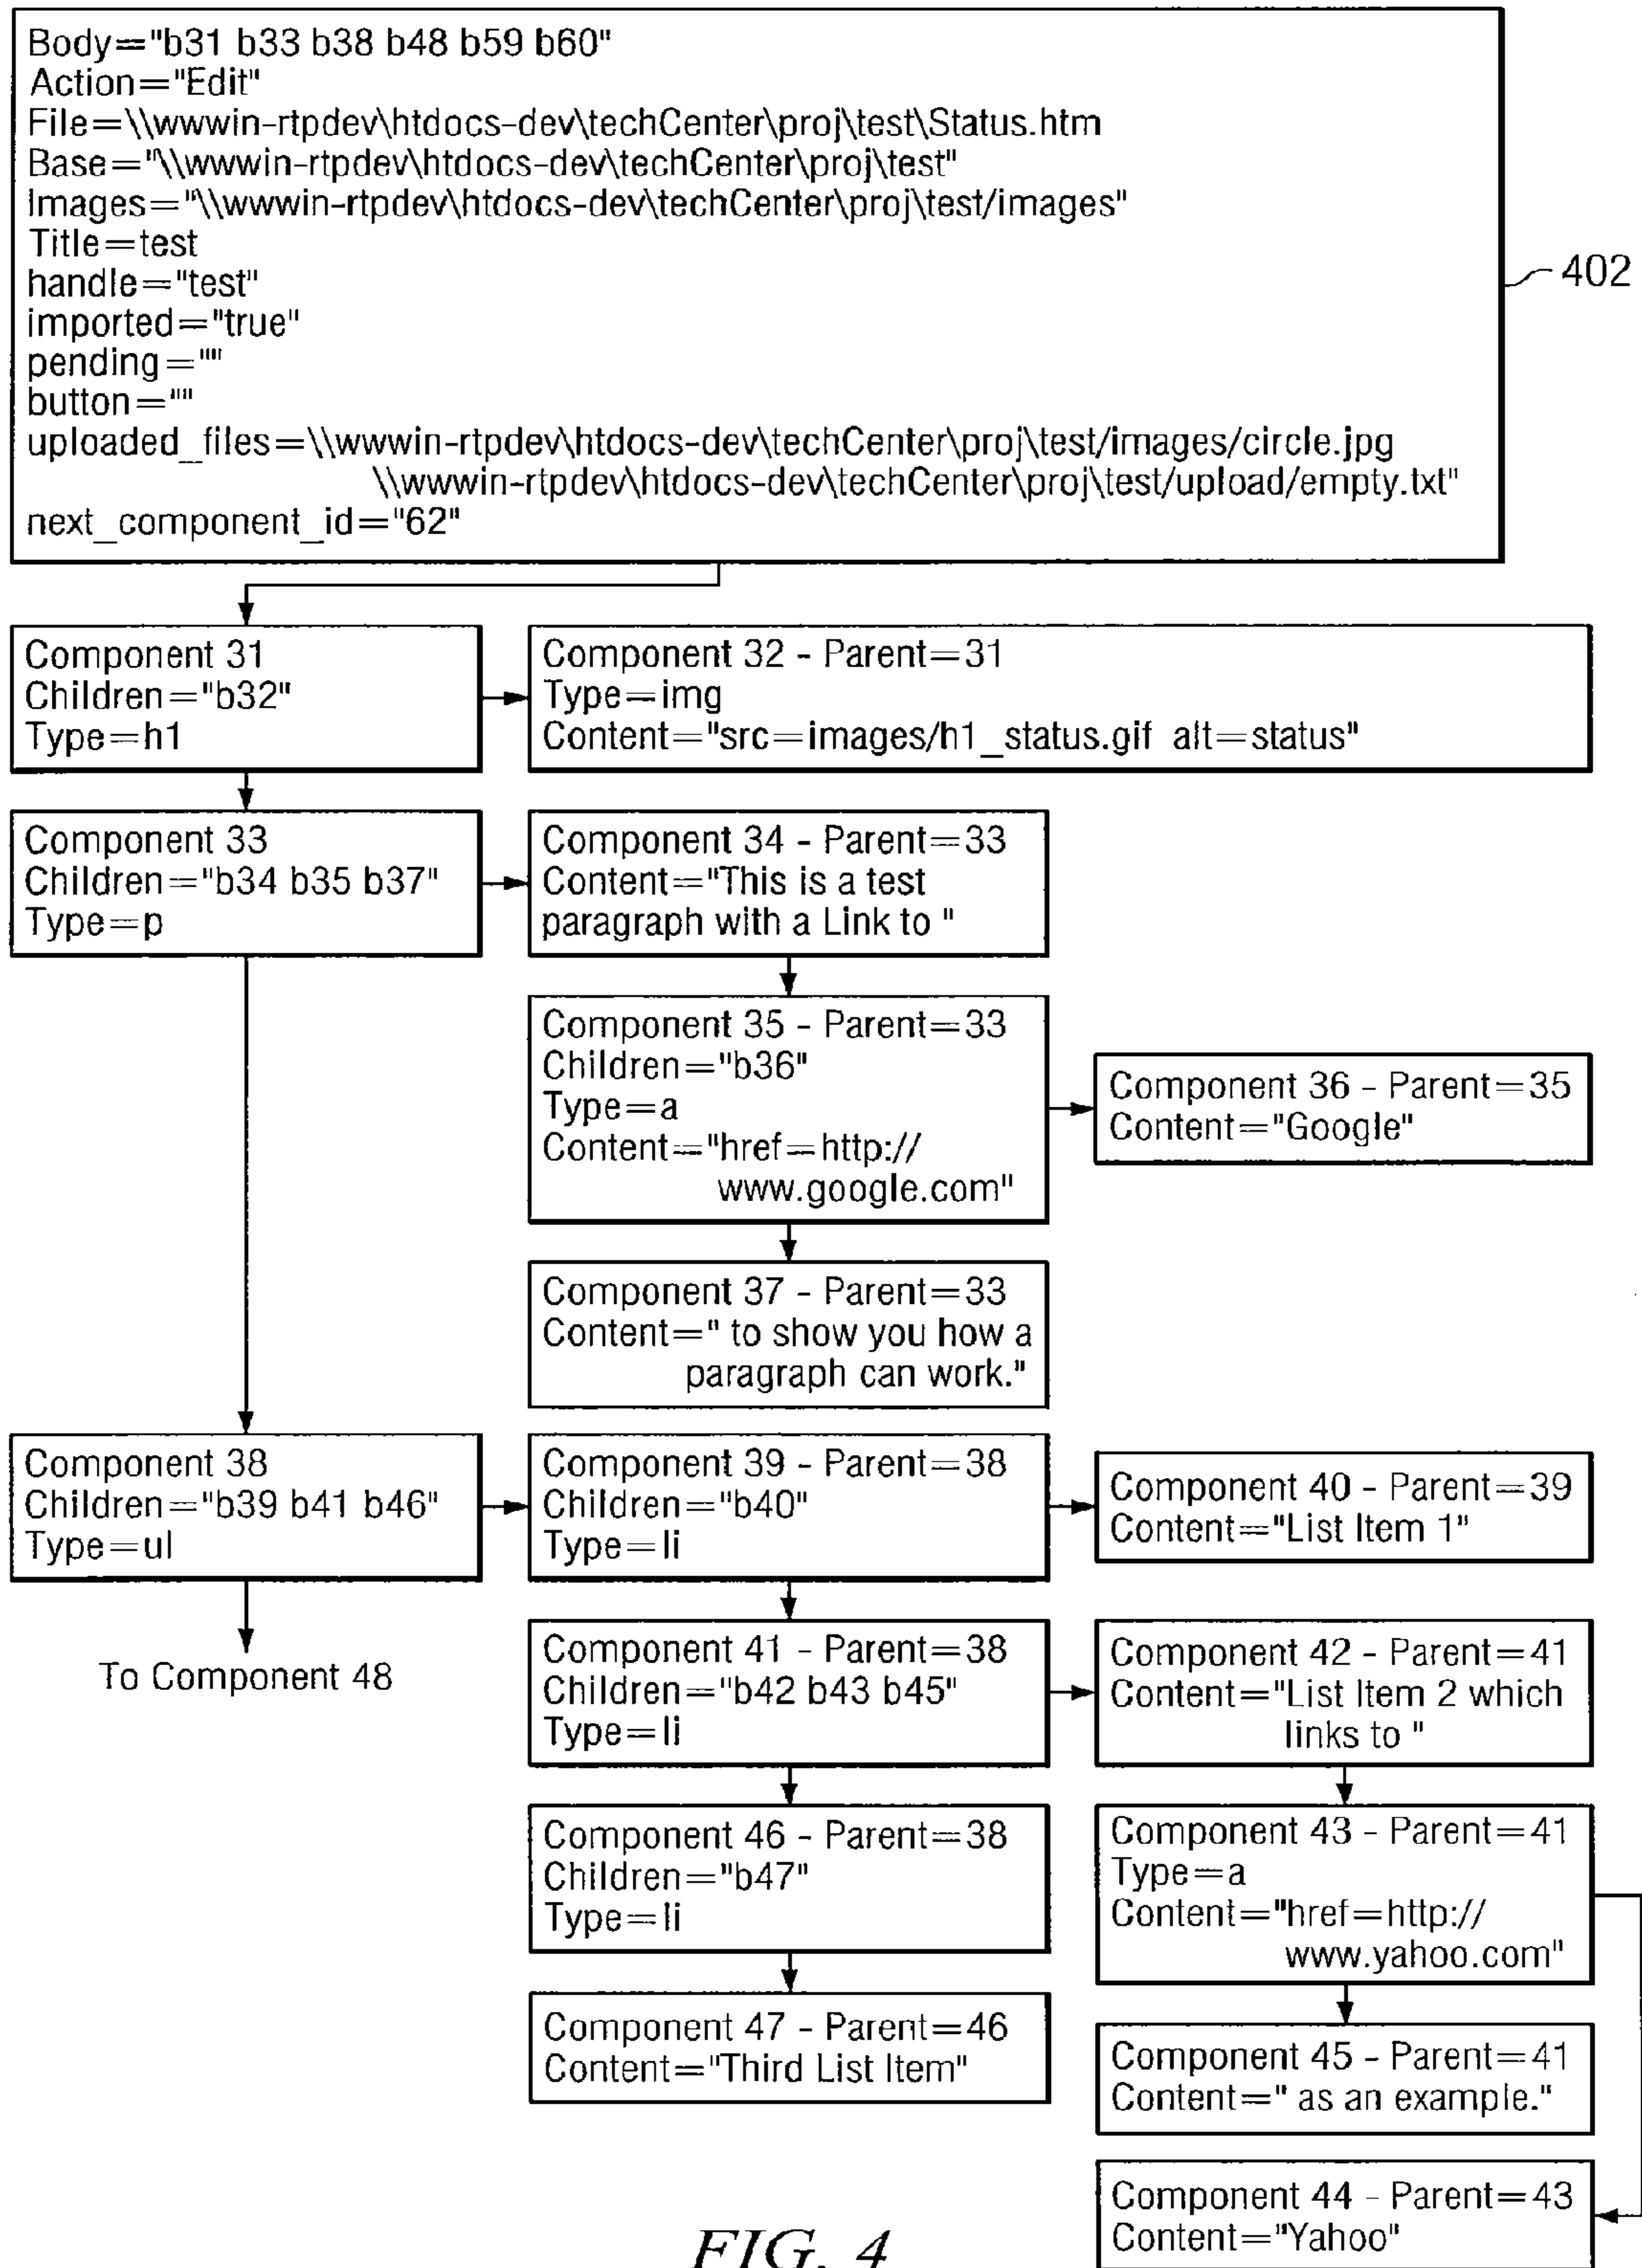 Body="b31 b33 b38 b48 b59 b60"
Action="Edit"
File=\\wwwin-rtpdev\htdocs-dev\techCenter\proj\test\Status.htm
Base="\\wwwin-rtpdev\htdocs-dev\techCenter\proj\test"
Images="\\wwwin-rtpdev\htdocs-dev\techCenter\proj\test/images"
Title=test
handle="test"
imported="true"
pending=""
button=""
uploaded_files=\\wwwin-rtpdev\htdocs-dev\techCenter\proj\test/images/circle.jpg
\\wwwin-rtpdev\htdocs-dev\techCenter\proj\test/upload/empty.txt"
next_component_id="62"
402
Component 31
Children="b32"
Type=h1
Component 32 - Parent=31
Type=img
Content="src=images/h1_status.gif alt=status"
Component 33
Children="b34 b35 b37"
Type=p
Component 34 - Parent=33
Content="This is a test
paragraph with a Link to "
Component 35 - Parent=33
Children="b36"
Type=a
Content="href=http://
www.google.com"
Component 36 - Parent=35
Content="Google"
Component 37 - Parent=33
Content=" to show you how a
paragraph can work."
Component 38
Children="b39 b41 b46"
Type=ul
To Component 48
Component 39 - Parent=38
Children="b40"
Type=li
Component 40 - Parent=39
Content="List Item 1"
Component 41 - Parent=38
Children="b42 b43 b45"
Type=li
Component 42 - Parent=41
Content="List Item 2 which
links to "
Component 46 - Parent=38
Children="b47"
Type=li
Component 43 - Parent=41
Type=a
Content="href=http://
www.yahoo.com"
Component 47 - Parent=46
Content="Third List Item"
Component 45 - Parent=41
Content=" as an example."
Component 44 - Parent=43
Content="Yahoo"
FIG. 4